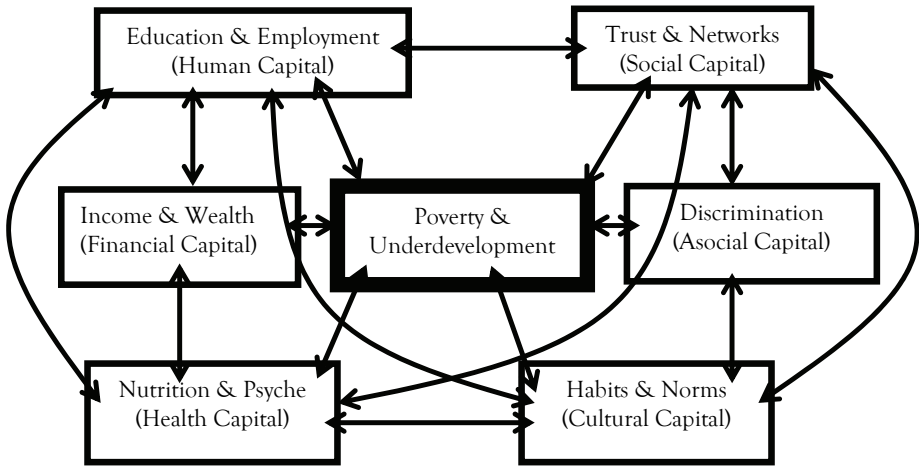 Education & Employment
(Human Capital)
Trust & Networks
(Social Capital)
Income & Wealth
(Financial Capital)
Poverty &
Underdevelopment
Discrimination
(Asocial Capital)
Nutrition & Psyche
(Health Capital)
Habits & Norms
(Cultural Capital)